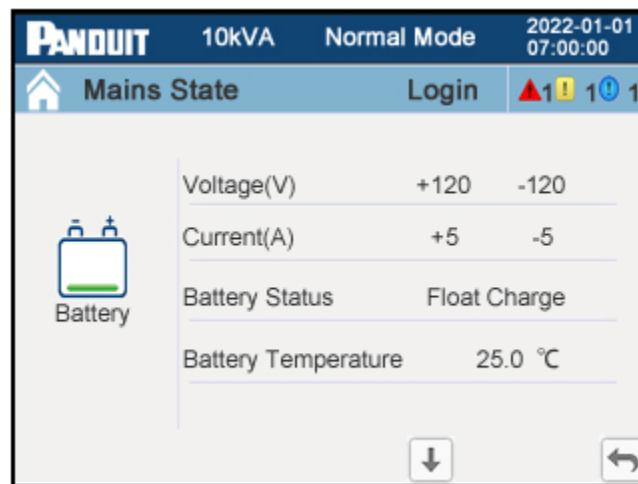 PANDUIT 10kVA Normal Mode 2022-01-01
07:00:00
Mains State Login 1 ! 1 ! 1
Voltage(V) +120 -120
Current(A) +5 -5
Battery Status Float Charge
Battery
Battery Temperature 25.0 ℃